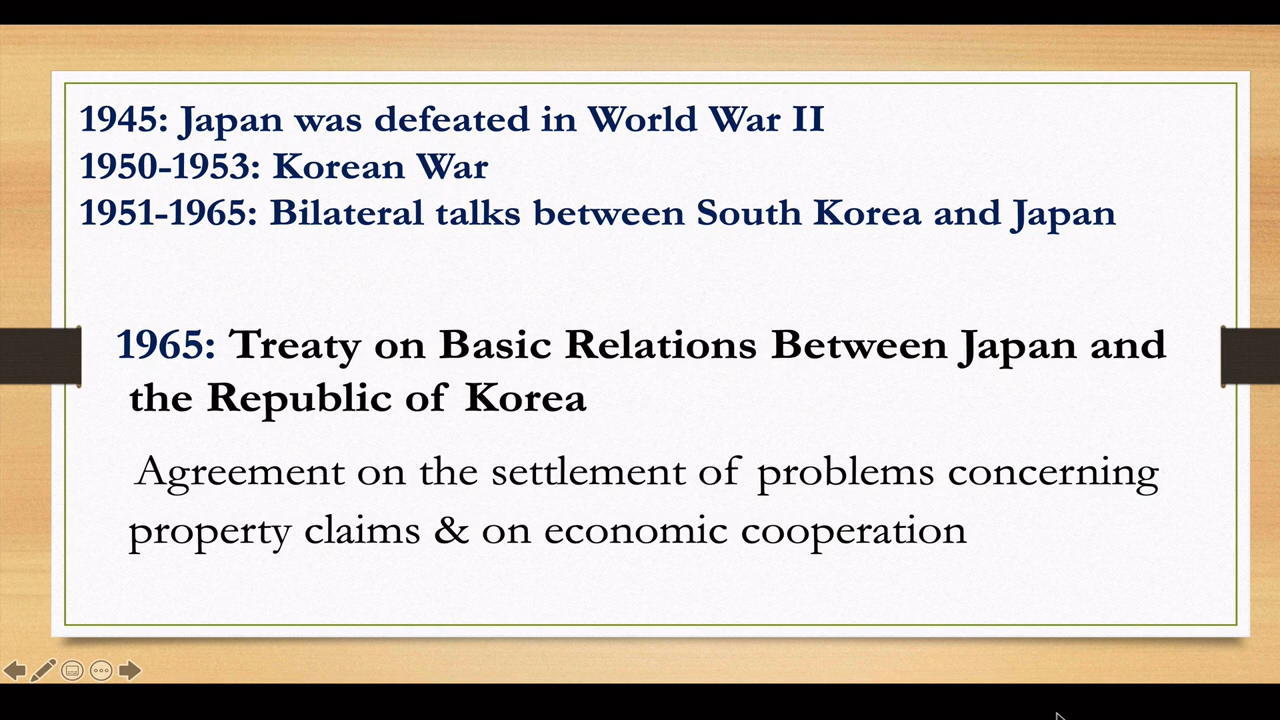 1945: Japan was defeated in World War II
1950-1953: Korean War
1951-1965: Bilateral talks between South Korea and Japan
1965: Treaty on Basic Relations Between Japan and
the Republic of Korea
Agreement on the settlement of problems concerning
property claims & on economic cooperation